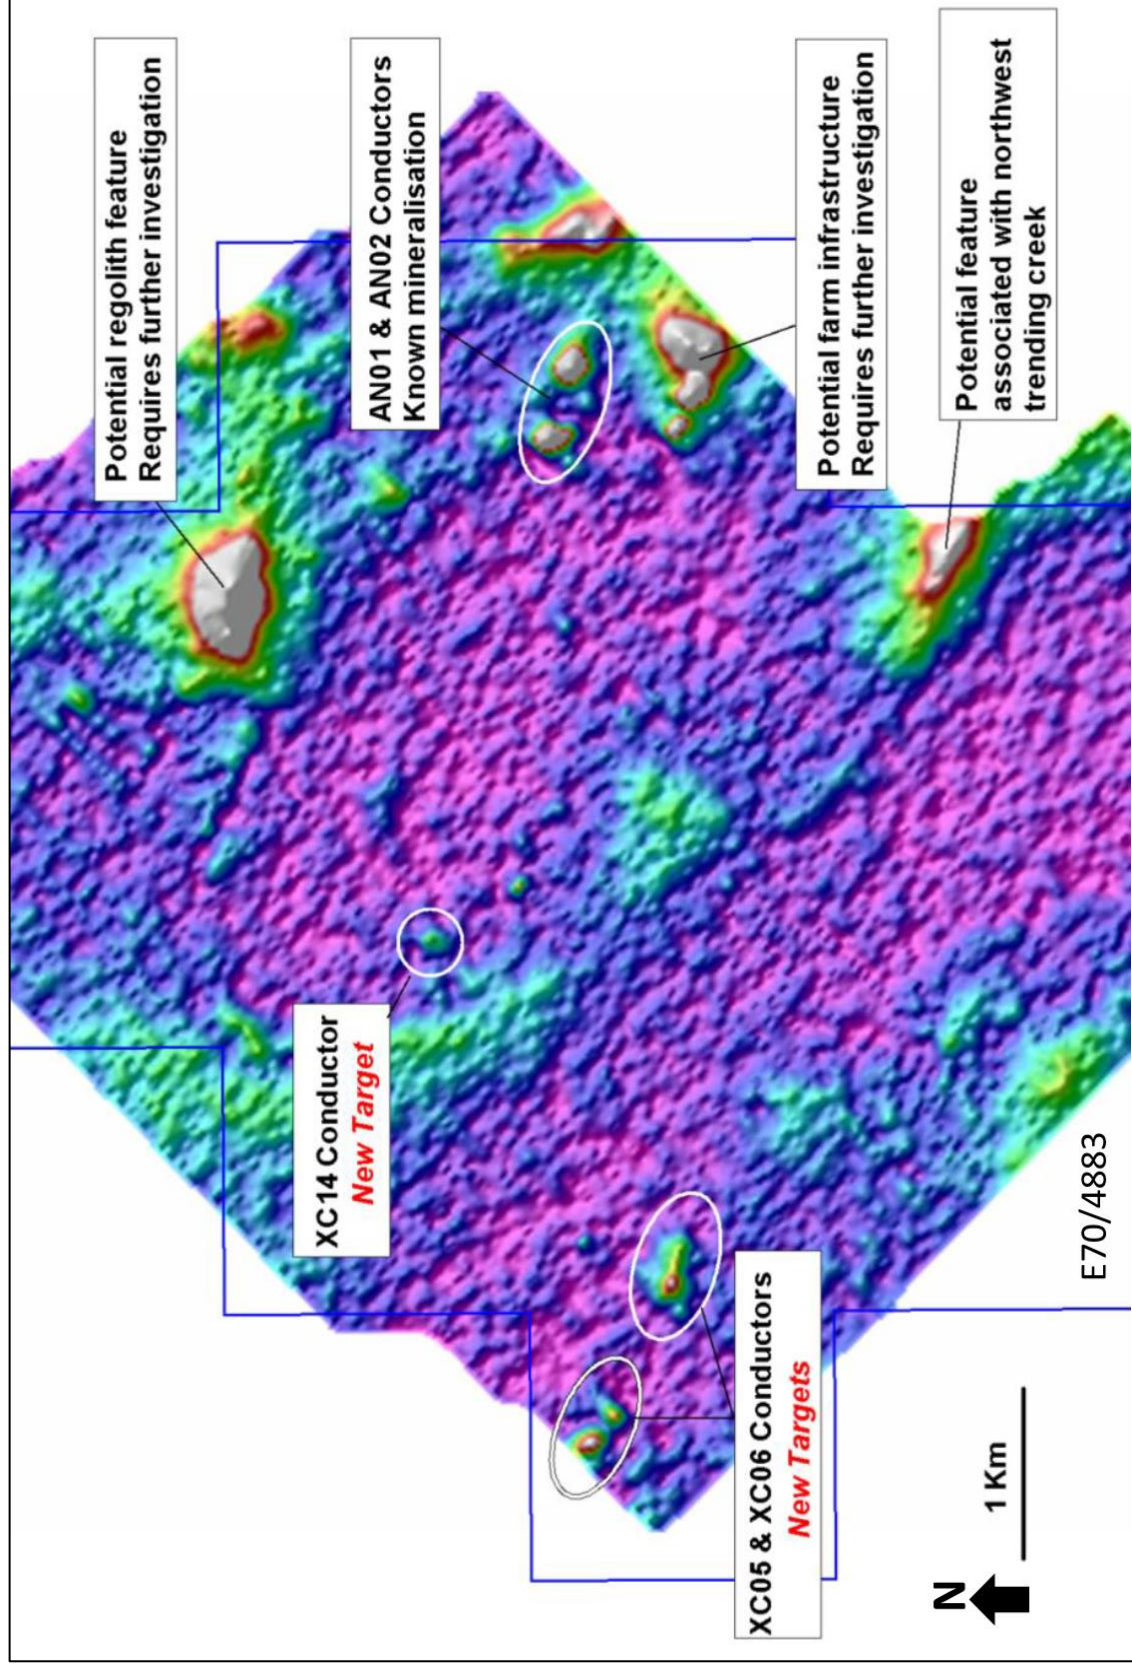 Potential regolith feature
Requires further investigation
AN01 & AN02 Conductors
Known mineralisation
Potential farm infrastructure
Requires further investigation
Potential feature
associated with northwest
trending creek
XC14 Conductor
New Target
XC05 & XC06 Conductors
New Targets
E70/4883
1 Km
N